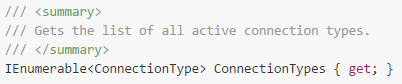 /// <summary>
/// Gets the list of all active connection types.
/// </summary>
IEnumerable<ConnectionType> ConnectionTypes { get; }